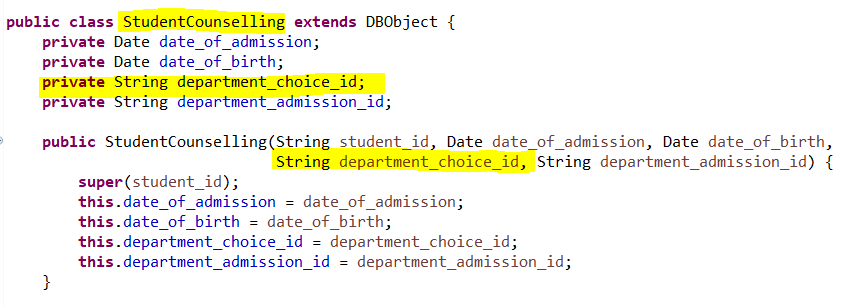 public class StudentCounselling extends DBObject {
    private Date date_of_admission;
    private Date date_of_birth;
    private String department_choice_id;
    private String department_admission_id;

    public StudentCounselling(String student_id, Date date_of_admission, Date date_of_birth,
                              String department_choice_id, String department_admission_id) {
        super(student_id);
        this.date_of_admission = date_of_admission;
        this.date_of_birth = date_of_birth;
        this.department_choice_id = department_choice_id;
        this.department_admission_id = department_admission_id;
    }